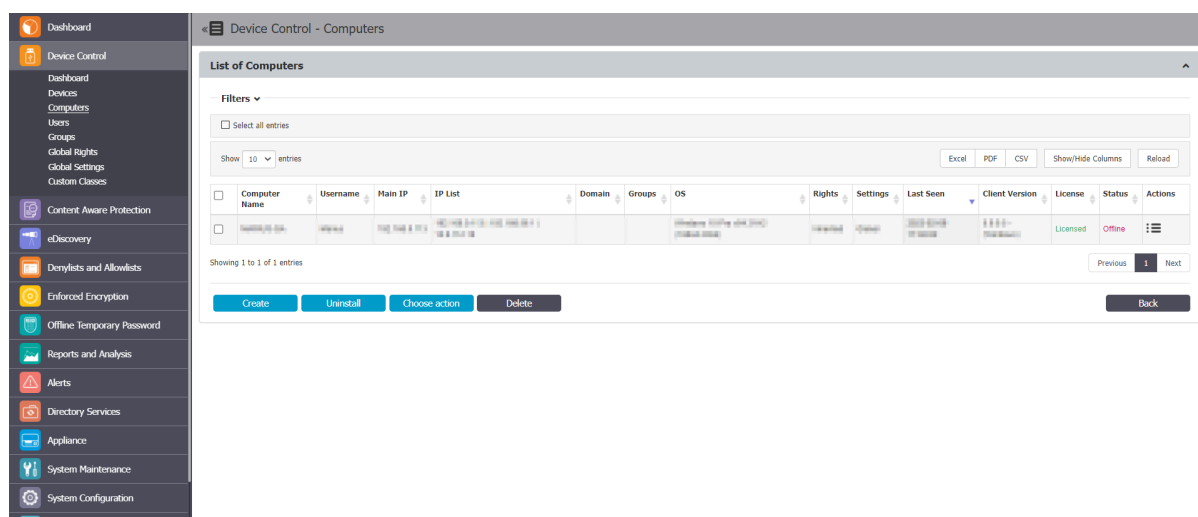 Dashboard
Device Control
Dashboard
Devices
Computers
Users
Groups
Global Rights
Global Settings
Custom Classes
Content Aware Protection
eDiscovery
Denylists and Allowlists
Enforced Encryption
Offline Temporary Password
Reports and Analysis
Alerts
Directory Services
Appliance
System Maintenance
System Configuration
Device Control - Computers
List of Computers
Filters
Select all entries
Show 10 entries
Excel PDF CSV Show/Hide Columns Reload
Computer Name Username Main IP IP List Domain Groups OS Rights Settings Last Seen Client Version License Status Actions
Licensed Offline
Showing 1 to 1 of 1 entries
Previous 1 Next
Create Uninstall Choose action Delete Back